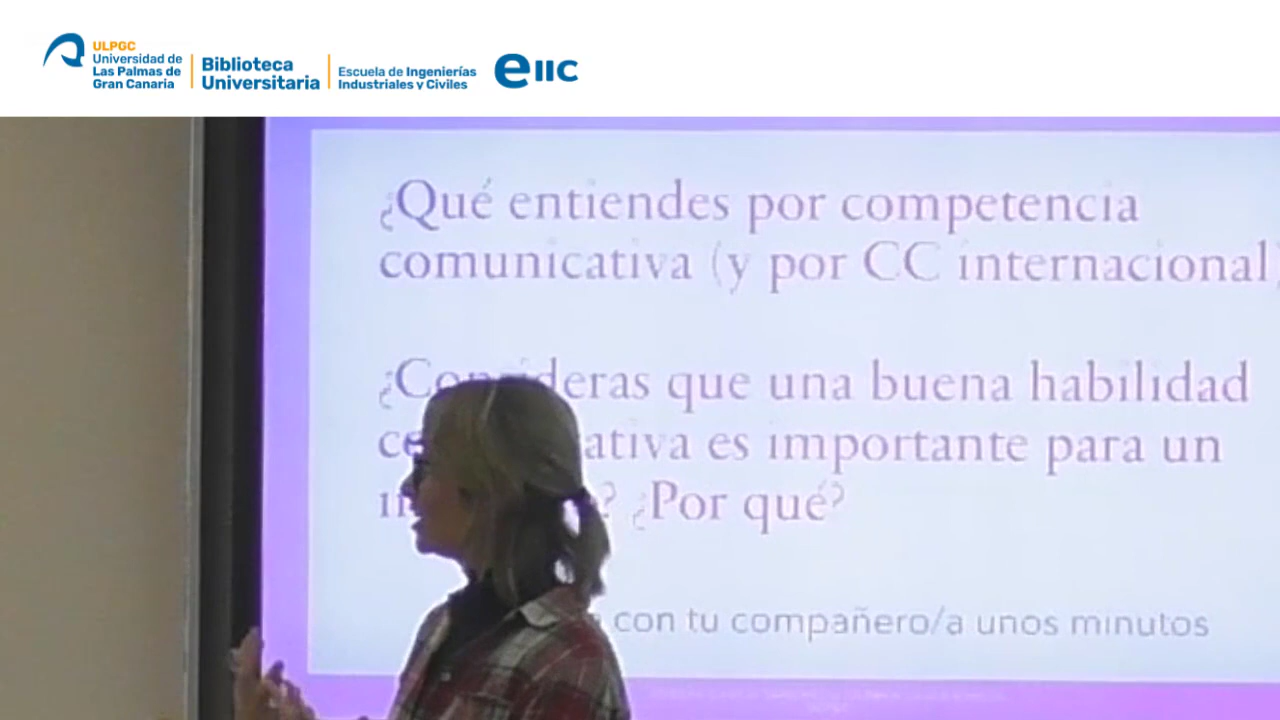 ULPGC
Universidad de
Las Palmas de
Gran Canaria
Biblioteca
Universitaria
Escuela de Ingenierías
Industriales y Civiles
eiic
¿Qué entiendes por competencia
comunicativa (y por CC internacional)
¿Consideras que una buena habilidad
ativa es importante para un
? ¿Por qué?
con tu compañero/a unos minutos